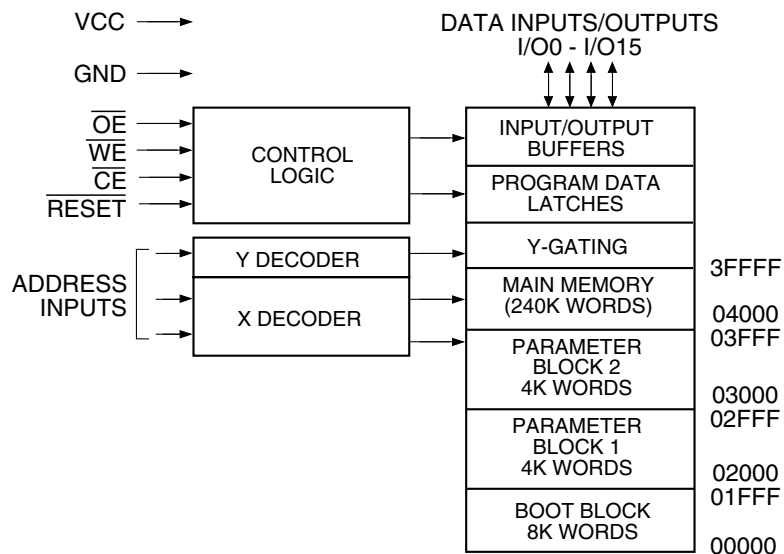 VCC
GND
OE
WE
CE
RESET
ADDRESS
INPUTS
CONTROL
LOGIC
Y DECODER
X DECODER
DATA INPUTS/OUTPUTS
I/O0 - I/O15
INPUT/OUTPUT
BUFFERS
PROGRAM DATA
LATCHES
Y-GATING
MAIN MEMORY
(240K WORDS)
PARAMETER
BLOCK 2
4K WORDS
PARAMETER
BLOCK 1
4K WORDS
BOOT BLOCK
8K WORDS
3FFFF
04000
03FFF
03000
02FFF
02000
01FFF
00000